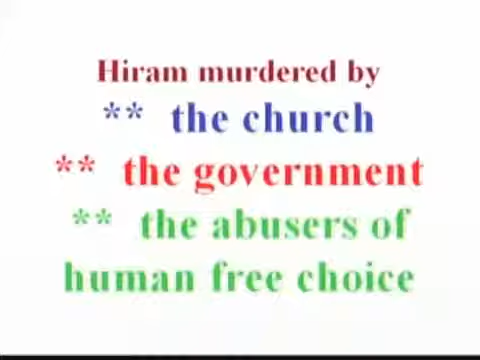 Hiram murdered by
** the church
** the government
** the abusers of
human free choice